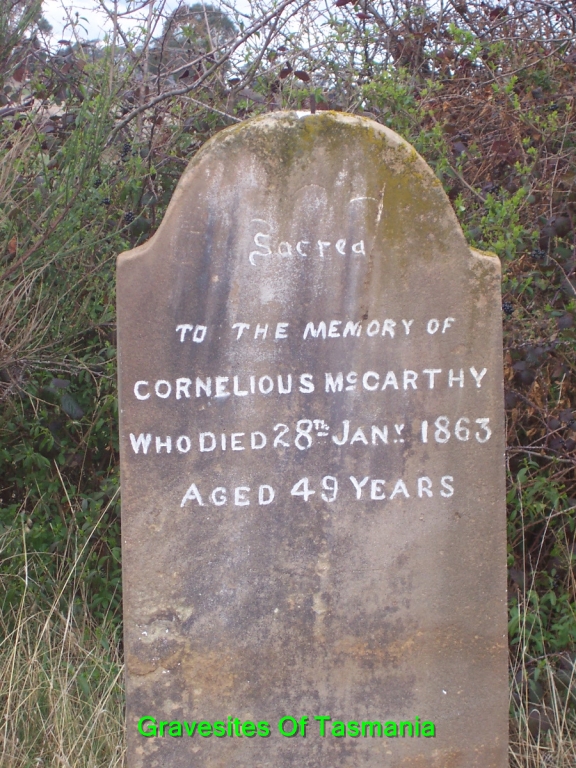 Sacred
TO THE MEMORY OF
CORNELIOUS McCARTHY
WHO DIED 28TH JANY 1863
AGED 49 YEARS
Gravesites Of Tasmania